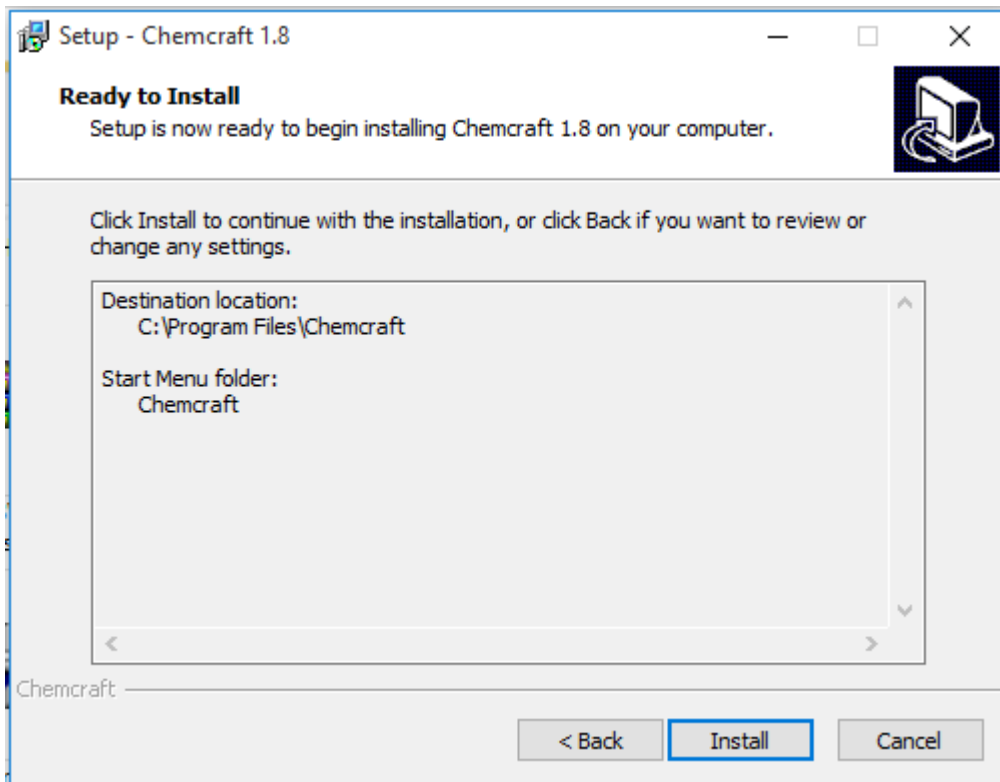 Setup - Chemcraft 1.8
Ready to Install
Setup is now ready to begin installing Chemcraft 1.8 on your computer.
Click Install to continue with the installation, or click Back if you want to review or
change any settings.
Destination location:
C:\Program Files\Chemcraft
Start Menu folder:
Chemcraft
Chemcraft
< Back
Install
Cancel